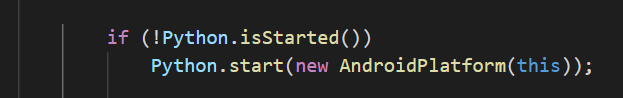 if (!Python.isStarted())
Python.start(new AndroidPlatform(this));